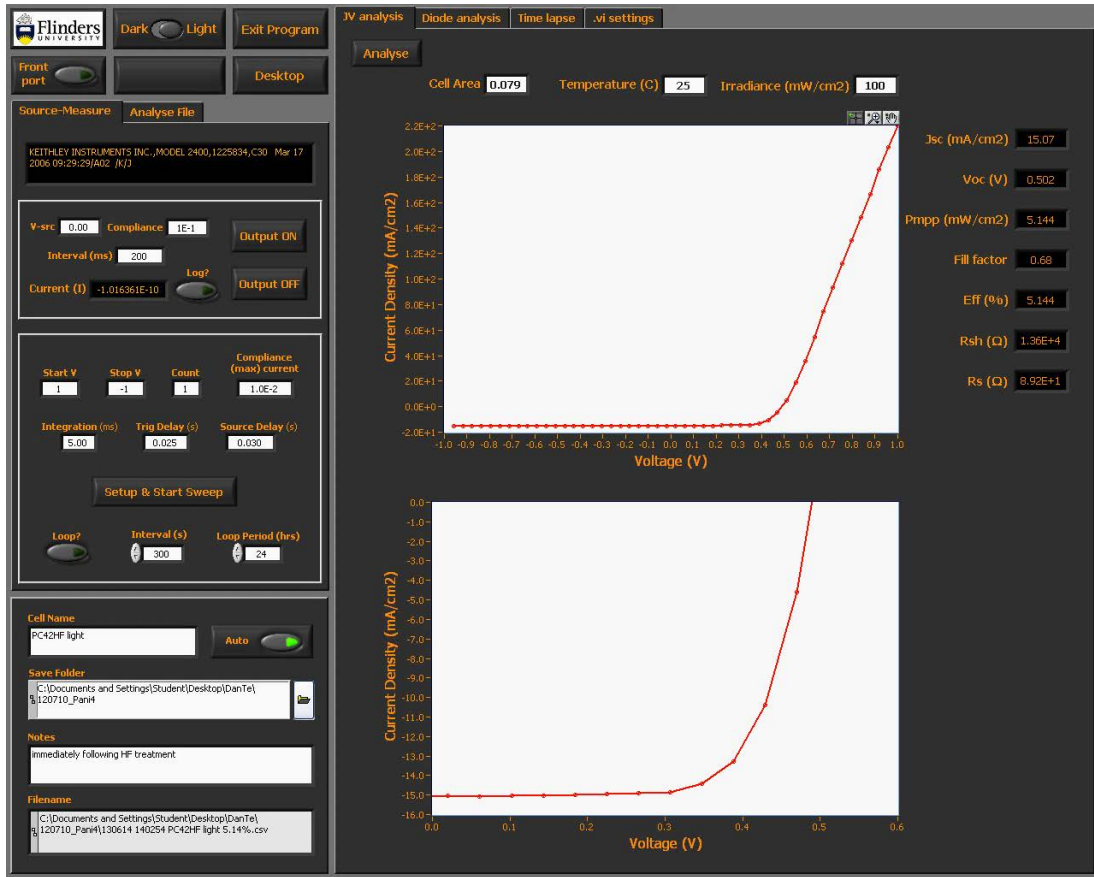 Flinders
UNIVERSITY
Dark Light
Exit Program
Front
port
Desktop
Source-Measure
Analyse File
KEITHLEY INSTRUMENTS INC.,MODEL 2400,1225834,C30 Mar 17
2006 09:29:29/A02 /K/J
V-src 0.00 Compliance 1E-1
Output ON
Interval (ms) 200
Log?
Current (I) -1.016361E-10
Output OFF
Start V Stop V Count Compliance
(max) current
1 -1 1 1.0E-2
Integration (ms) Trig Delay (s) Source Delay (s)
5.00 0.025 0.030
Setup & Start Sweep
Loop? Interval (s) Loop Period (hrs)
300 24
Cell Name
PC42HF light
Auto
Save Folder
C:\Documents and Settings\Student\Desktop\DanTe\
120710_Pani4
Notes
immediately following HF treatment
Filename
C:\Documents and Settings\Student\Desktop\DanTe\
120710_Pani4\130614 140254 PC42HF light 5.14%.csv
JV analysis Diode analysis Time lapse .vi settings
Analyse
Cell Area 0.079 Temperature (C) 25 Irradiance (mW/cm2) 100
Current Density (mA/cm2)
2.2E+2
2.0E+2
1.8E+2
1.6E+2
1.4E+2
1.2E+2
1.0E+2
8.0E+1
6.0E+1
4.0E+1
2.0E+1
0.0E+0
-2.0E+1
-1.0 -0.9 -0.8 -0.7 -0.6 -0.5 -0.4 -0.3 -0.2 -0.1 0.0 0.1 0.2 0.3 0.4 0.5 0.6 0.7 0.8 0.9 1.0
Voltage (V)
Jsc (mA/cm2) 15.07
Voc (V) 0.502
Pmpp (mW/cm2) 5.144
Fill factor 0.68
Eff (%) 5.144
Rsh (Ω) 1.36E+4
Rs (Ω) 8.92E+1
Current Density (mA/cm2)
0.0
-1.0
-2.0
-3.0
-4.0
-5.0
-6.0
-7.0
-8.0
-9.0
-10.0
-11.0
-12.0
-13.0
-14.0
-15.0
-16.0
0.0 0.1 0.2 0.3 0.4 0.5 0.6
Voltage (V)